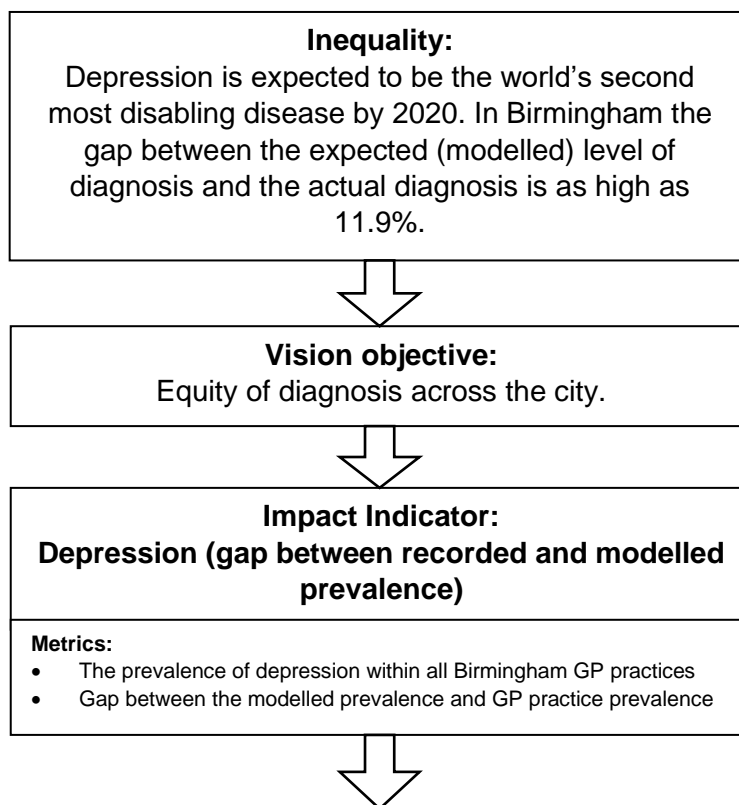 Inequality:
Depression is expected to be the world’s second
most disabling disease by 2020. In Birmingham the
gap between the expected (modelled) level of
diagnosis and the actual diagnosis is as high as
11.9%.
Vision objective:
Equity of diagnosis across the city.
Impact Indicator:
Depression (gap between recorded and modelled
prevalence)
Metrics:
• The prevalence of depression within all Birmingham GP practices
• Gap between the modelled prevalence and GP practice prevalence